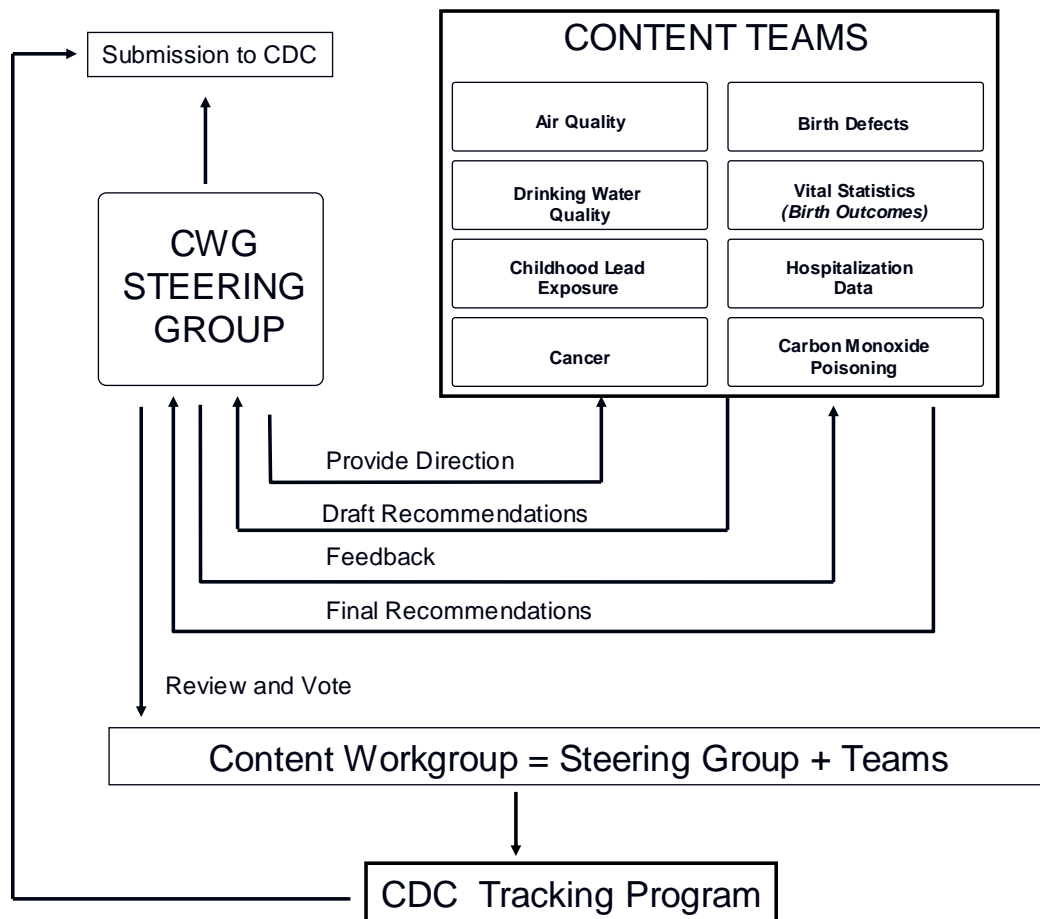 Submission to CDC
CWG
STEERING
GROUP
CONTENT TEAMS
Air Quality
Birth Defects
Drinking Water
Quality
Vital Statistics
(Birth Outcomes)
Childhood Lead
Exposure
Hospitalization
Data
Cancer
Carbon Monoxide
Poisoning
Provide Direction
Draft Recommendations
Feedback
Final Recommendations
Review and Vote
Content Workgroup = Steering Group + Teams
CDC Tracking Program